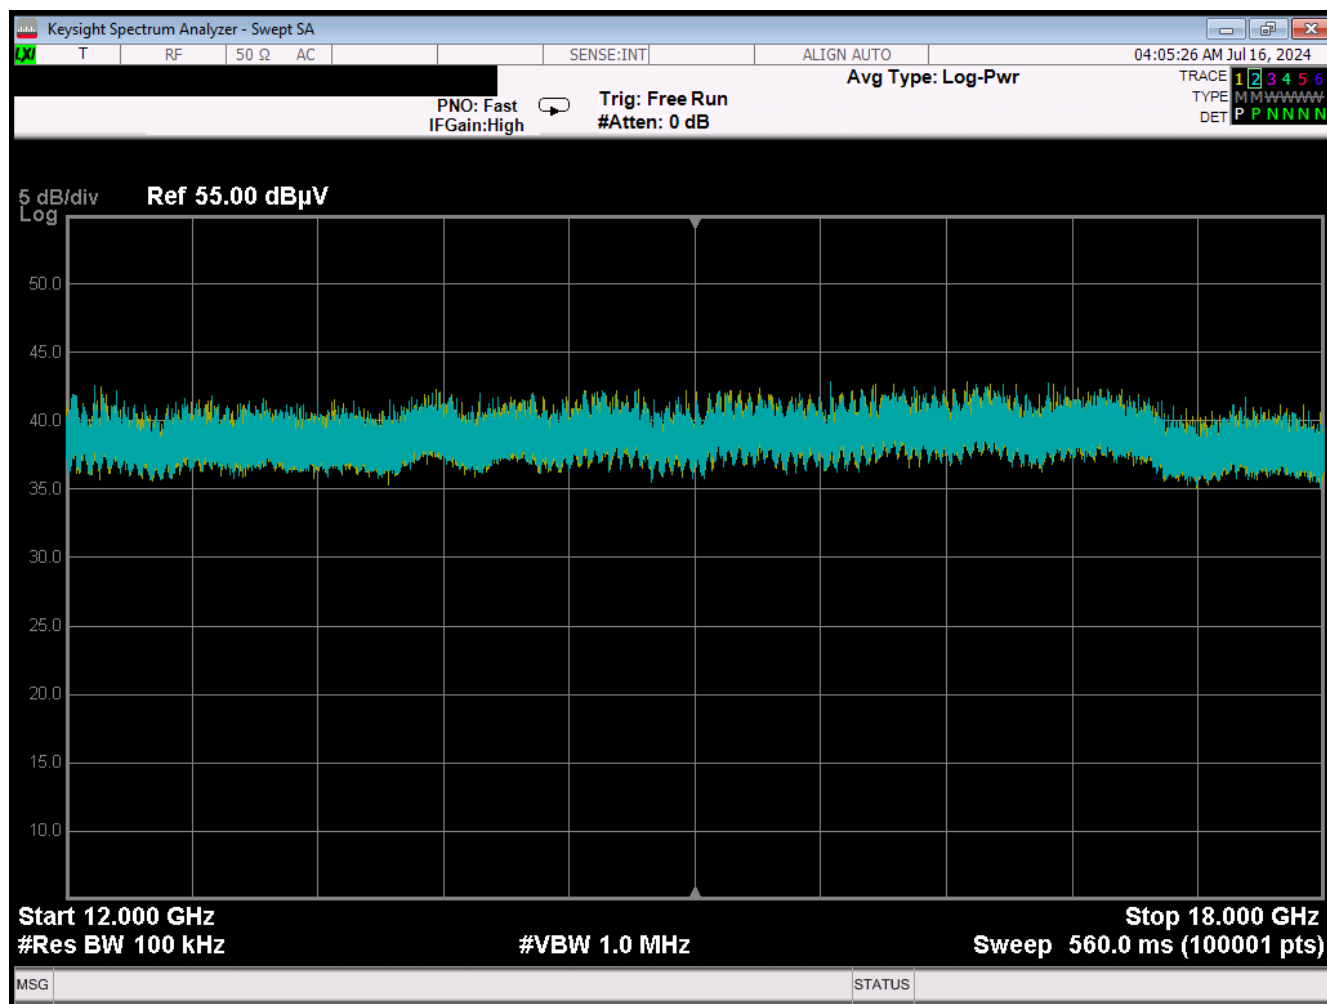 Keysight Spectrum Analyzer - Swept SA
LXI T RF 50 Ω AC SENSE:INT ALIGN AUTO 04:05:26 AM Jul 16, 2024
Avg Type: Log-Pwr TRACE 1 2 3 4 5 6
PNO: Fast Trig: Free Run TYPE M M W W W W
IFGain:High #Atten: 0 dB DET P P N N N N
5 dB/div Ref 55.00 dBµV
Log
50.0
45.0
40.0
35.0
30.0
25.0
20.0
15.0
10.0
Start 12.000 GHz Stop 18.000 GHz
#Res BW 100 kHz #VBW 1.0 MHz Sweep 560.0 ms (100001 pts)
MSG STATUS